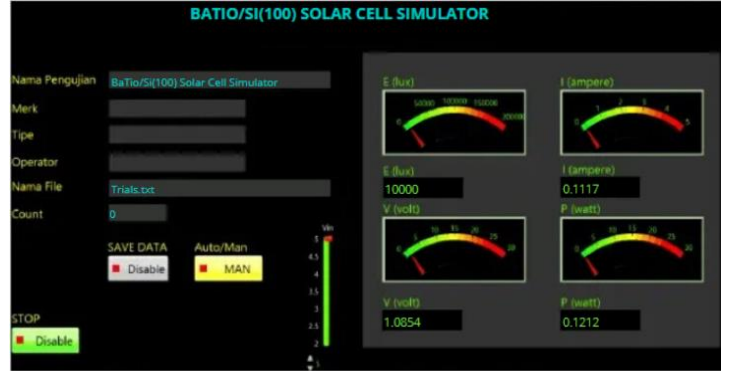 BATIO/SI(100) SOLAR CELL SIMULATOR
Nama Pengujian
BaTio/Si(100) Solar Cell Simulator
Merk
Tipe
Operator
Nama File
Trials.txt
Count
0
SAVE DATA
Disable
Auto/Man
MAN
STOP
Disable
Vin
5
4.5
4
3.5
3
2.5
2
E (lux)
0
50000
100000
150000
200000
E (lux)
10000
I (ampere)
0
1
2
3
4
5
I (ampere)
0.1117
V (volt)
0
5
10
15
20
25
30
V (volt)
1.0854
P (watt)
0
5
10
15
20
25
30
P (watt)
0.1212